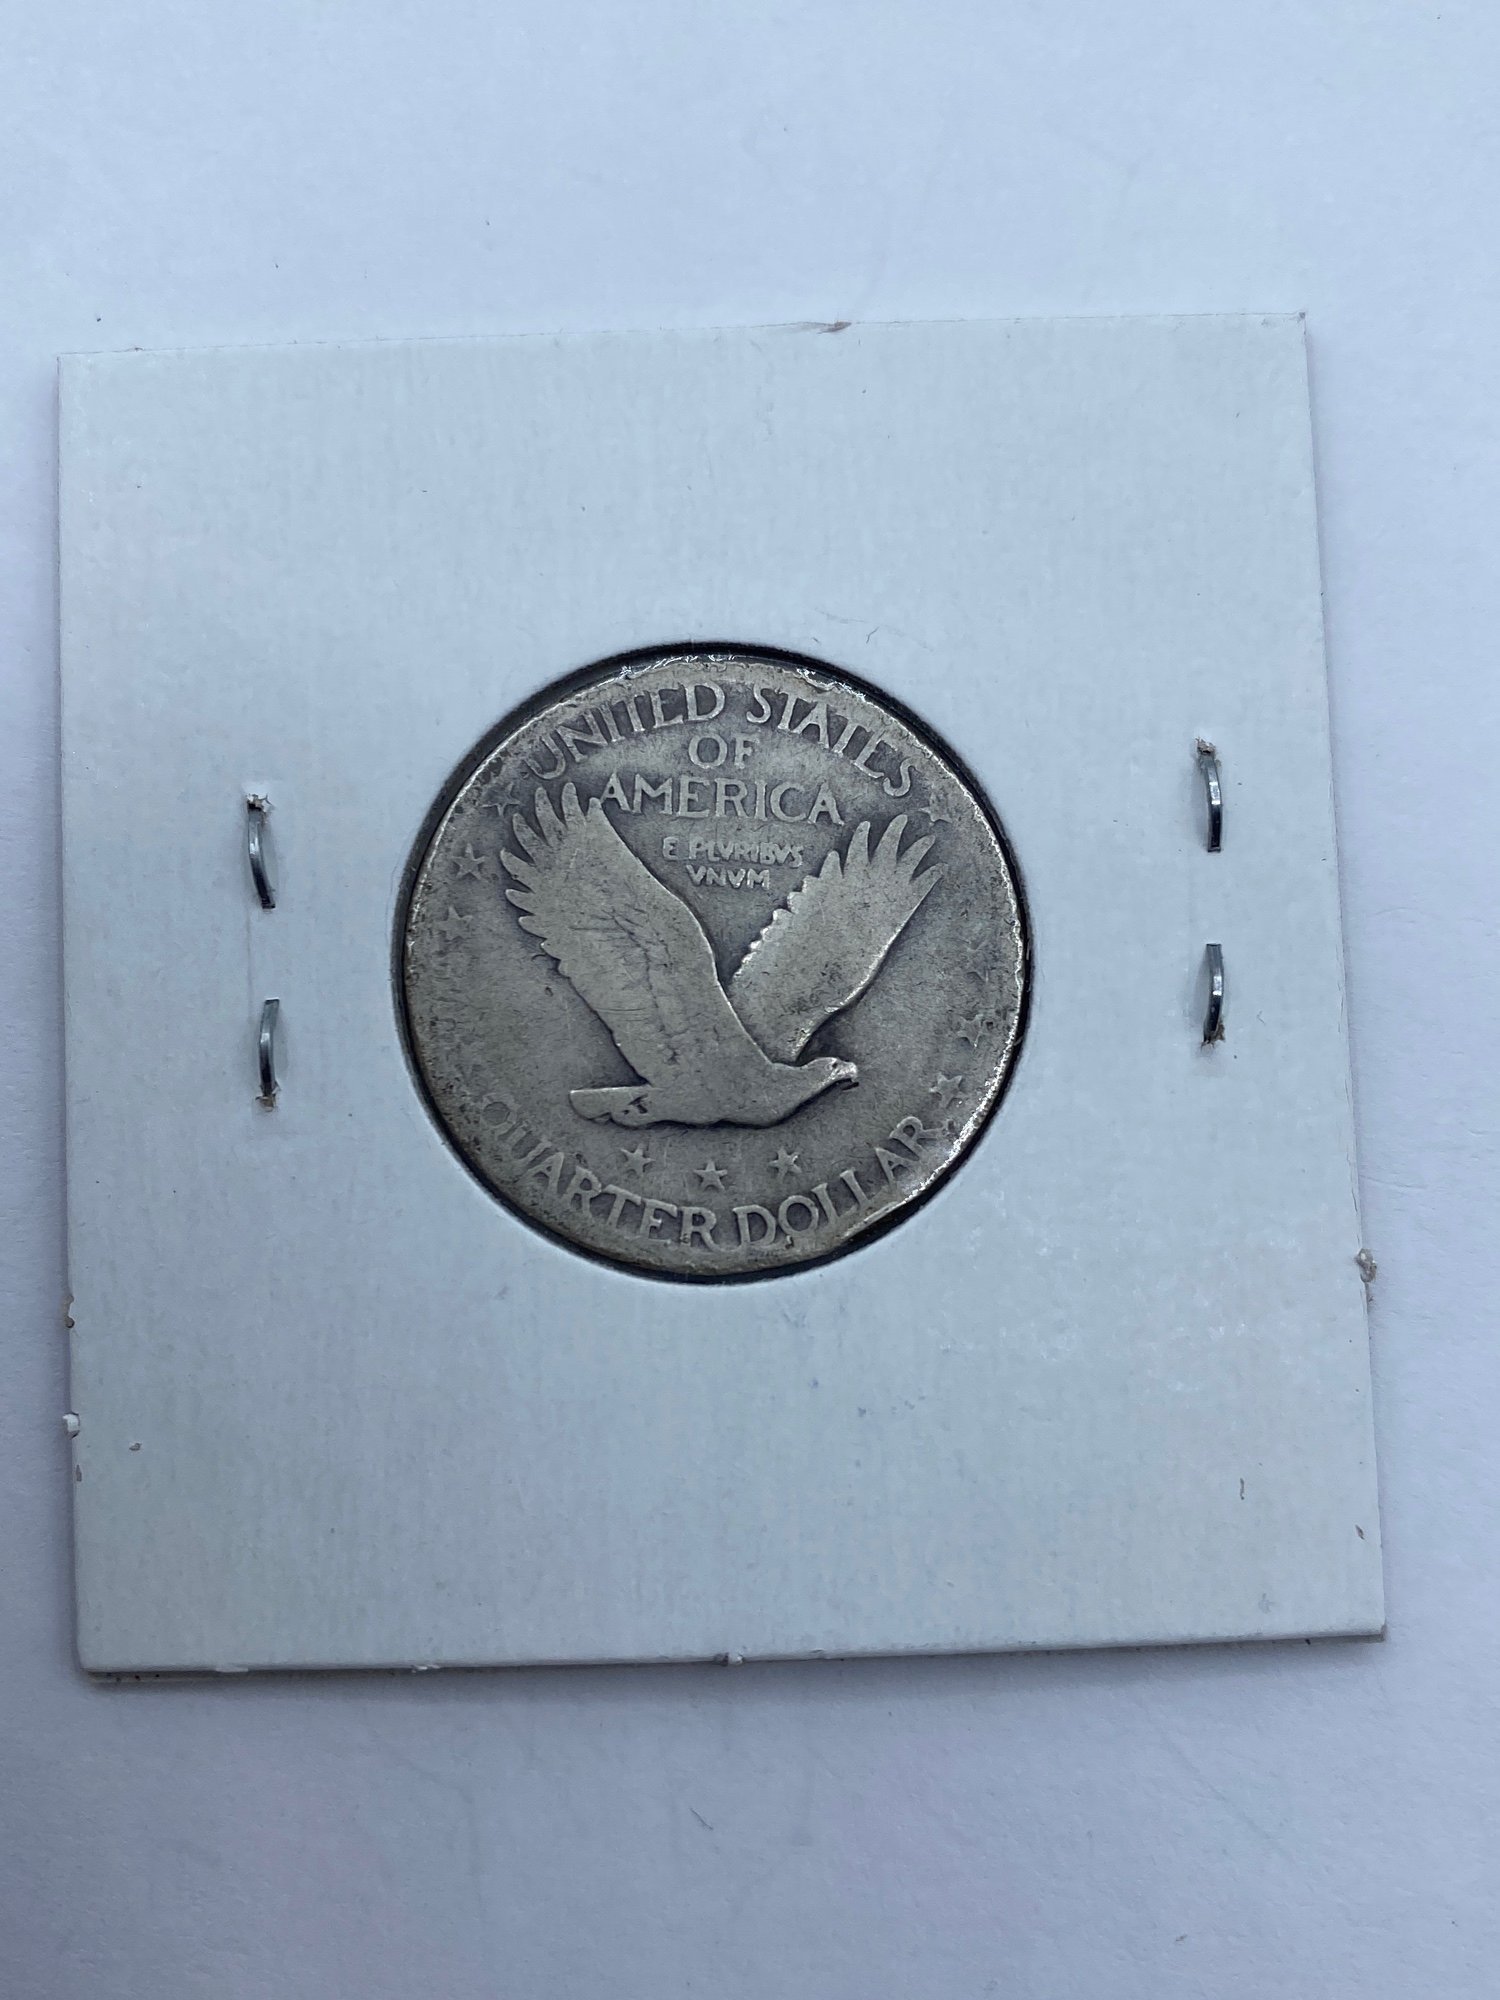 UNITED STATES
OF
AMERICA
E PLVRIBVS
VNVM
QUARTER DOLLAR